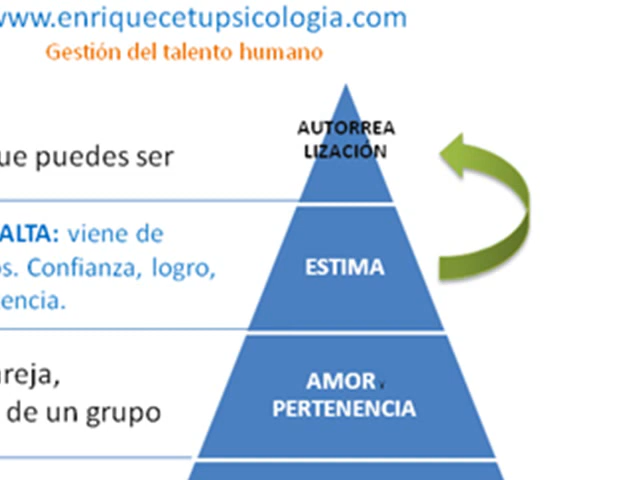 www.enriquecetupsicologia.com
Gestión del talento humano
AUTORREA
LIZACIÓN
ue puedes ser
ALTA: viene de
os. Confianza, logro,
encia.
ESTIMA
areja,
de un grupo
AMOR Y
PERTENENCIA